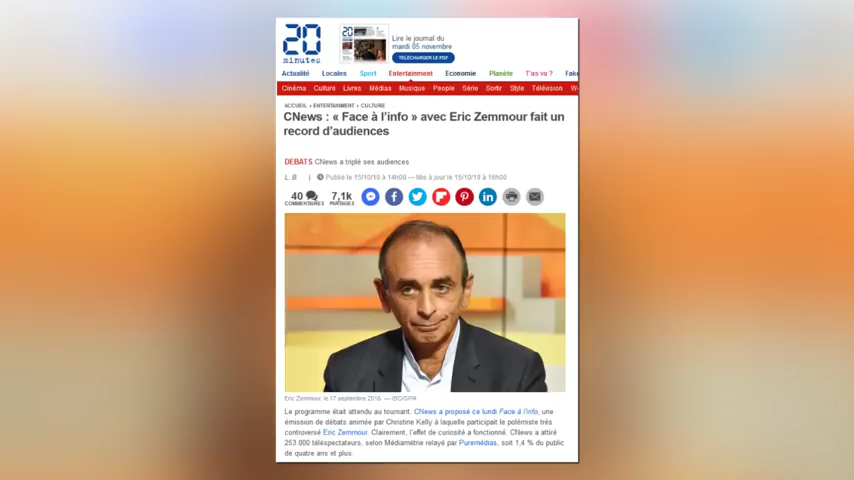 20
minutes
Lire le journal du
mardi 05 novembre
TÉLÉCHARGER LE PDF
Actualité Locales Sport Entertainment Economie Planète T'as vu ? Fake
Cinéma Culture Livres Médias Musique People Série Sortir Style Télévision W
ACCUEIL > ENTERTAINMENT > CULTURE
CNews : « Face à l'info » avec Eric Zemmour fait un
record d'audiences
DEBATS CNews a triplé ses audiences
L. B. | Publié le 15/10/19 à 14h08 — Mis à jour le 15/10/19 à 16h00
40 7,1k
COMMENTAIRES PARTAGES
Eric Zemmour, le 17 septembre 2016. — IBO/SIPA
Le programme était attendu au tournant. CNews a proposé ce lundi Face à l'info, une
émission de débats animée par Christine Kelly à laquelle participait le polémiste très
controversé Eric Zemmour. Clairement, l'effet de curiosité a fonctionné. CNews a attiré
253.000 téléspectateurs, selon Médiamétrie relayé par Puremédias, soit 1,4 % du public
de quatre ans et plus.